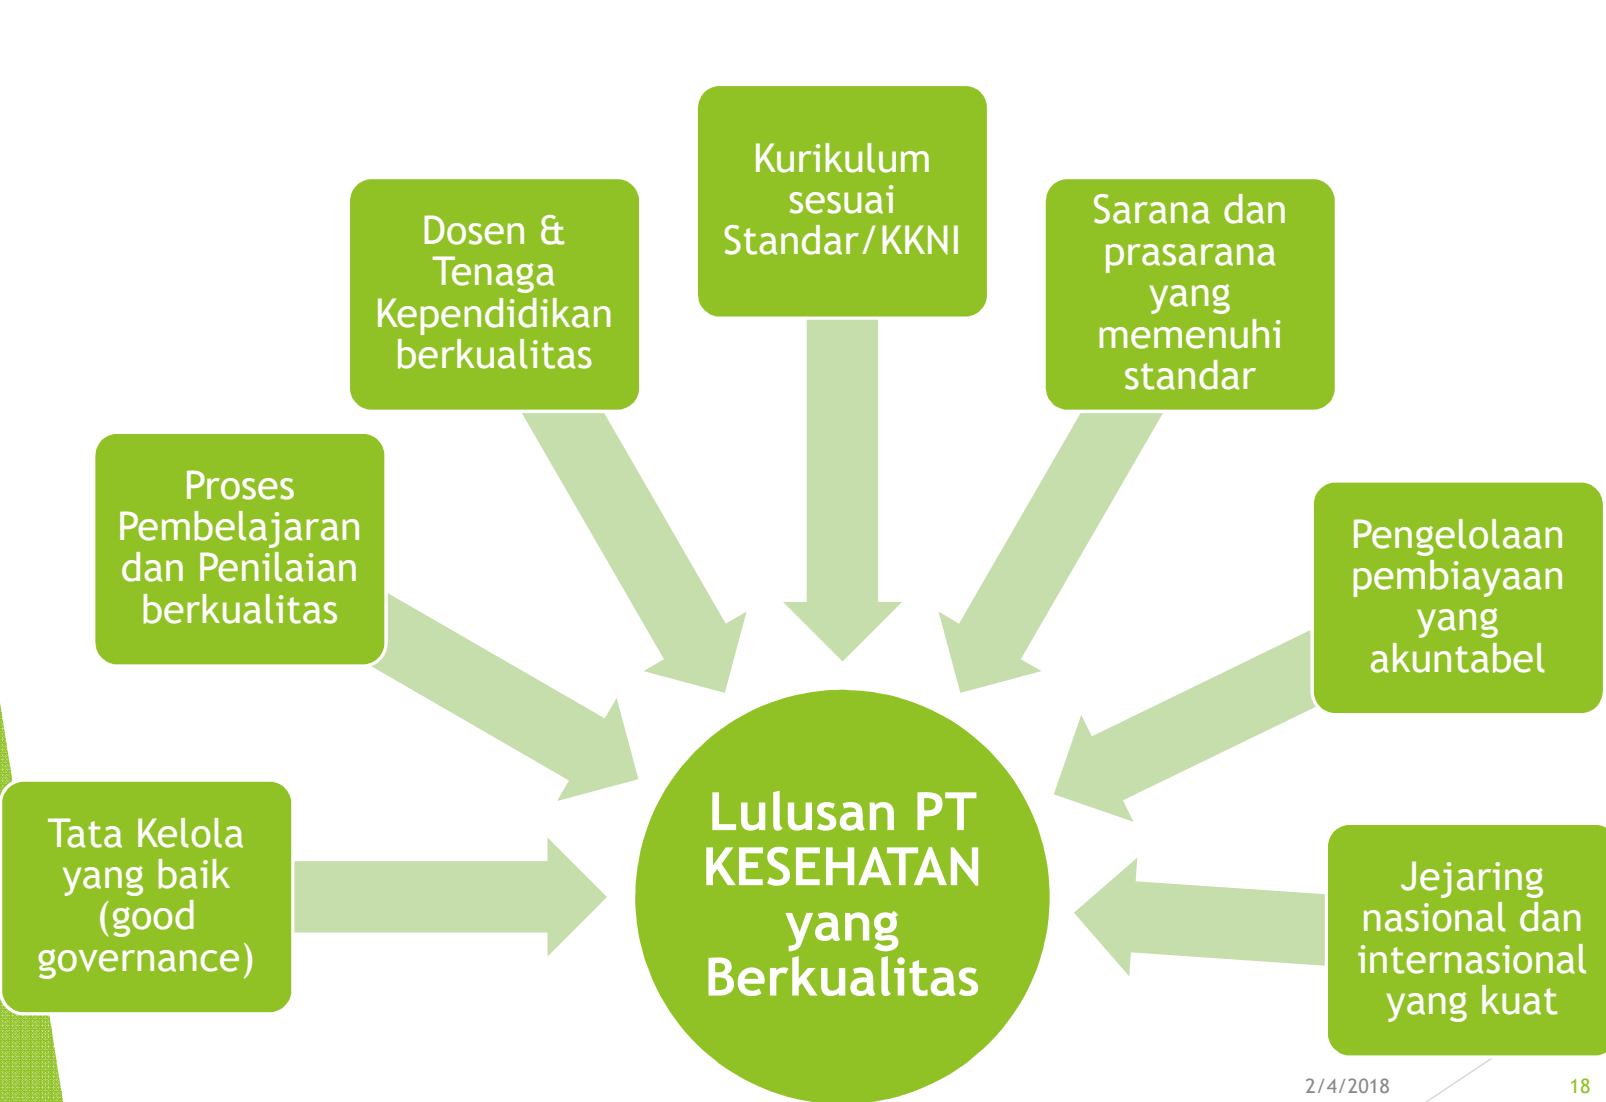 Kurikulum
sesuai
Standar/KKNI
Dosen &
Tenaga
Kependidikan
berkualitas
Sarana dan
prasarana
yang
memenuhi
standar
Proses
Pembelajaran
dan Penilaian
berkualitas
Pengelolaan
pembiayaan
yang
akuntabel
Tata Kelola
yang baik
(good
governance)
Lulusan PT
KESEHATAN
yang
Berkualitas
Jejaring
nasional dan
internasional
yang kuat
2/4/2018
18